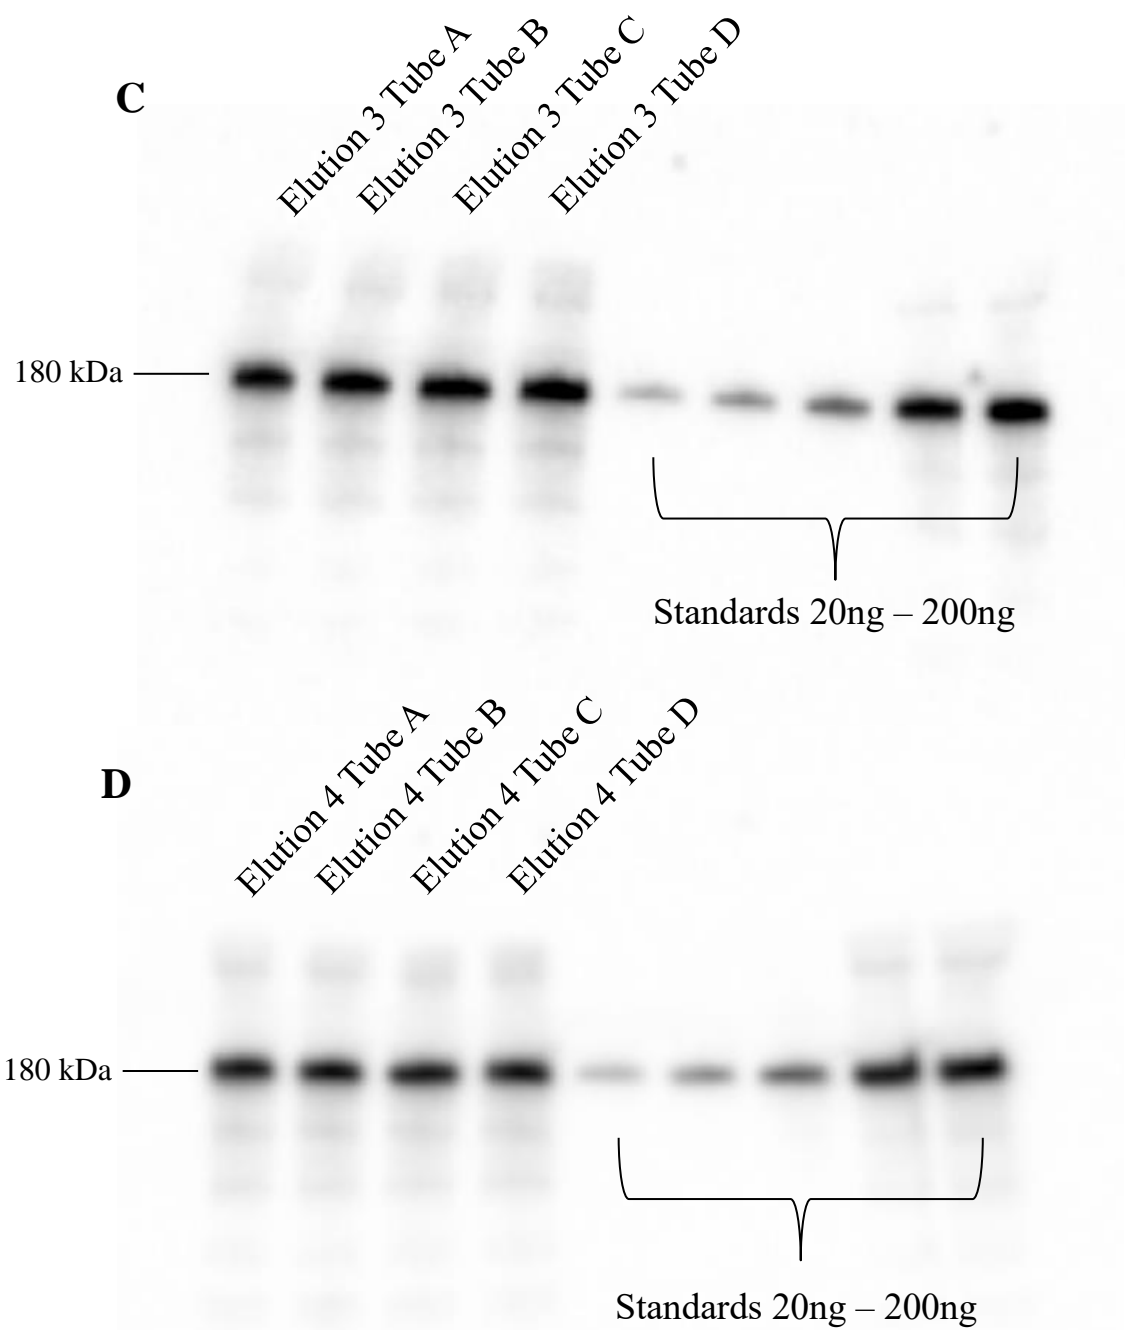 C
Elution 3 Tube A
Elution 3 Tube B
Elution 3 Tube C
Elution 3 Tube D
180 kDa
Standards 20ng – 200ng
D
Elution 4 Tube A
Elution 4 Tube B
Elution 4 Tube C
Elution 4 Tube D
180 kDa
Standards 20ng – 200ng